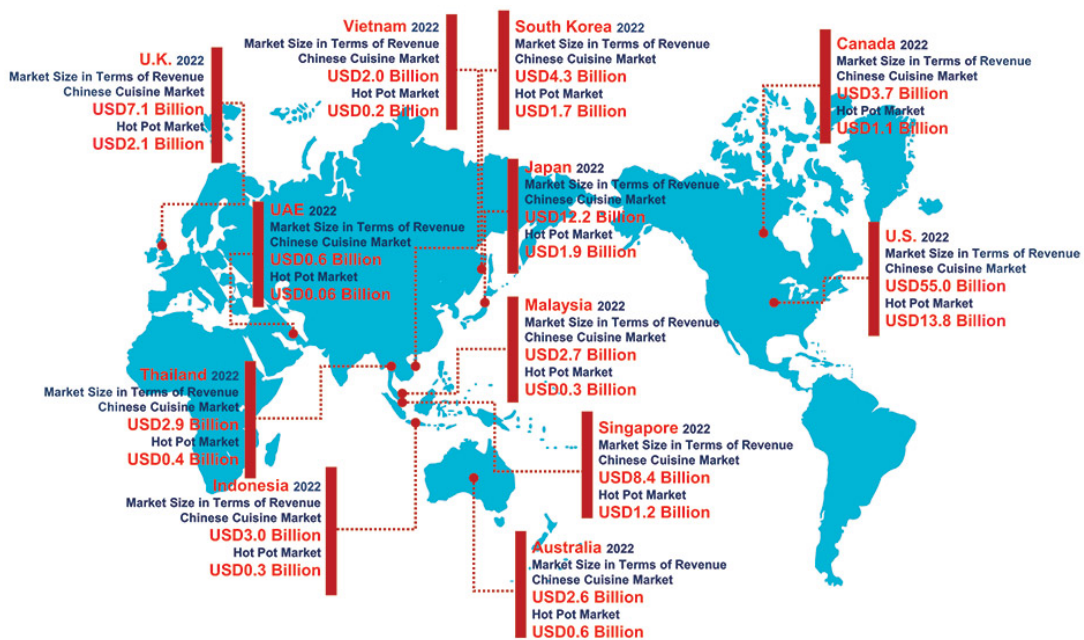 Vietnam 2022
Market Size in Terms of Revenue
Chinese Cuisine Market
USD2.0 Billion
Hot Pot Market
USD0.2 Billion
South Korea 2022
Market Size in Terms of Revenue
Chinese Cuisine Market
USD4.3 Billion
Hot Pot Market
USD1.7 Billion
Canada 2022
Market Size in Terms of Revenue
Chinese Cuisine Market
USD3.7 Billion
Hot Pot Market
USD1.1 Billion
U.K. 2022
Market Size in Terms of Revenue
Chinese Cuisine Market
USD7.1 Billion
Hot Pot Market
USD2.1 Billion
Japan 2022
Market Size in Terms of Revenue
Chinese Cuisine Market
USD12.2 Billion
Hot Pot Market
USD1.9 Billion
UAE 2022
Market Size in Terms of Revenue
Chinese Cuisine Market
USD0.6 Billion
Hot Pot Market
USD0.06 Billion
U.S. 2022
Market Size in Terms of Revenue
Chinese Cuisine Market
USD55.0 Billion
Hot Pot Market
USD13.8 Billion
Malaysia 2022
Market Size in Terms of Revenue
Chinese Cuisine Market
USD2.7 Billion
Hot Pot Market
USD0.3 Billion
Thailand 2022
Market Size in Terms of Revenue
Chinese Cuisine Market
USD2.9 Billion
Hot Pot Market
USD0.4 Billion
Singapore 2022
Market Size in Terms of Revenue
Chinese Cuisine Market
USD8.4 Billion
Hot Pot Market
USD1.2 Billion
Indonesia 2022
Market Size in Terms of Revenue
Chinese Cuisine Market
USD3.0 Billion
Hot Pot Market
USD0.3 Billion
Australia 2022
Market Size in Terms of Revenue
Chinese Cuisine Market
USD2.6 Billion
Hot Pot Market
USD0.6 Billion